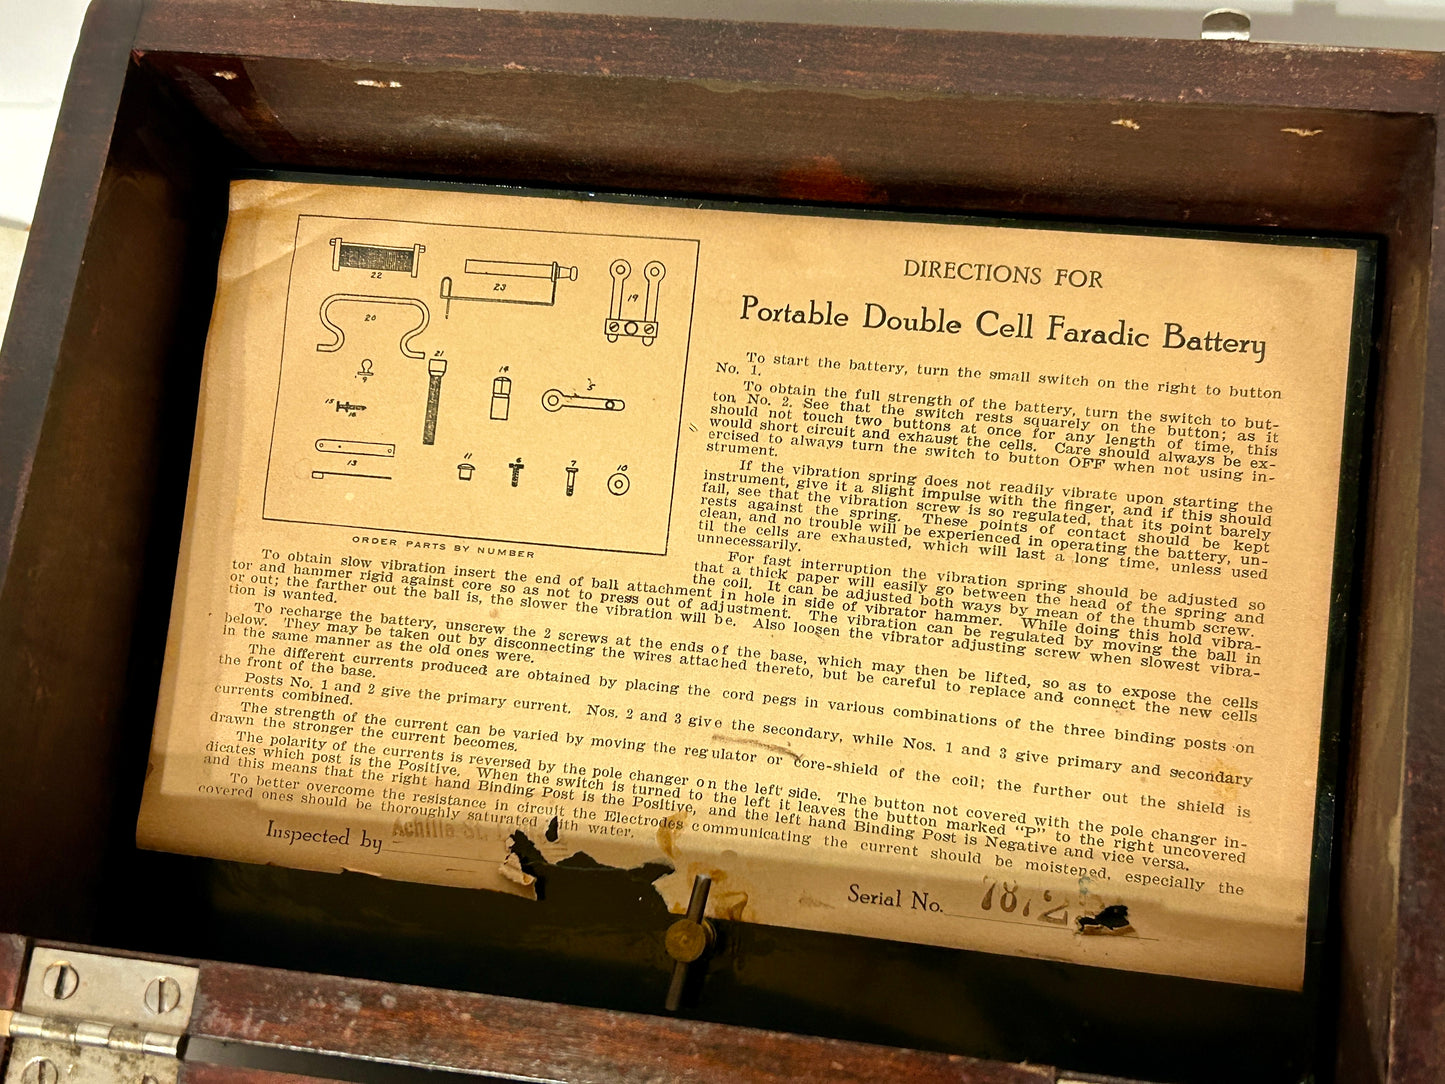 22
23
19
20
21
9
14
5
15
16
13
11
6
7
10
ORDER PARTS BY NUMBER
DIRECTIONS FOR
Portable Double Cell Faradic Battery
To start the battery, turn the small switch on the right to button
No. 1.
To obtain the full strength of the battery, turn the switch to but-
ton No. 2. See that the switch rests squarely on the button; as it
should not touch two buttons at once for any length of time, this
would short circuit and exhaust the cells. Care should always be ex-
ercised to always turn the switch to button OFF when not using in-
strument.
If the vibration spring does not readily vibrate upon starting the
instrument, give it a slight impulse with the finger, and if this should
fail, see that the vibration screw is so regulated, that its point barely
rests against the spring. These points of contact should be kept
clean, and no trouble will be experienced in operating the battery, un-
til the cells are exhausted, which will last a long time, unless used
unnecessarily.
For fast interruption the vibration spring should be adjusted so
that a thick paper will easily go between the head of the spring and
the coil. It can be adjusted both ways by mean of the thumb screw.
To obtain slow vibration insert the end of ball attachment in hole in side of vibrator hammer. While doing this hold vibra-
tor and hammer rigid against core so as not to press out of adjustment. The vibration can be regulated by moving the ball in
or out; the farther out the ball is, the slower the vibration will be. Also loosen the vibrator adjusting screw when slowest vibra-
tion is wanted.
To recharge the battery, unscrew the 2 screws at the ends of the base, which may then be lifted, so as to expose the cells
below. They may be taken out by disconnecting the wires attached thereto, but be careful to replace and connect the new cells
in the same manner as the old ones were.
The different currents produced are obtained by placing the cord pegs in various combinations of the three binding posts on
the front of the base.
Posts No. 1 and 2 give the primary current. Nos. 2 and 3 give the secondary, while Nos. 1 and 3 give primary and secondary
currents combined.
The strength of the current can be varied by moving the regulator or core-shield of the coil; the further out the shield is
drawn the stronger the current becomes.
The polarity of the currents is reversed by the pole changer on the left side. The button not covered with the pole changer in-
dicates which post is the Positive. When the switch is turned to the left it leaves the button marked “P” to the right uncovered
and this means that the right hand Binding Post is the Positive, and the left hand Binding Post is Negative and vice versa.
To better overcome the resistance in circuit the Electrodes communicating the current should be moistened, especially the
covered ones should be thoroughly saturated with water.
Inspected by
Serial No.